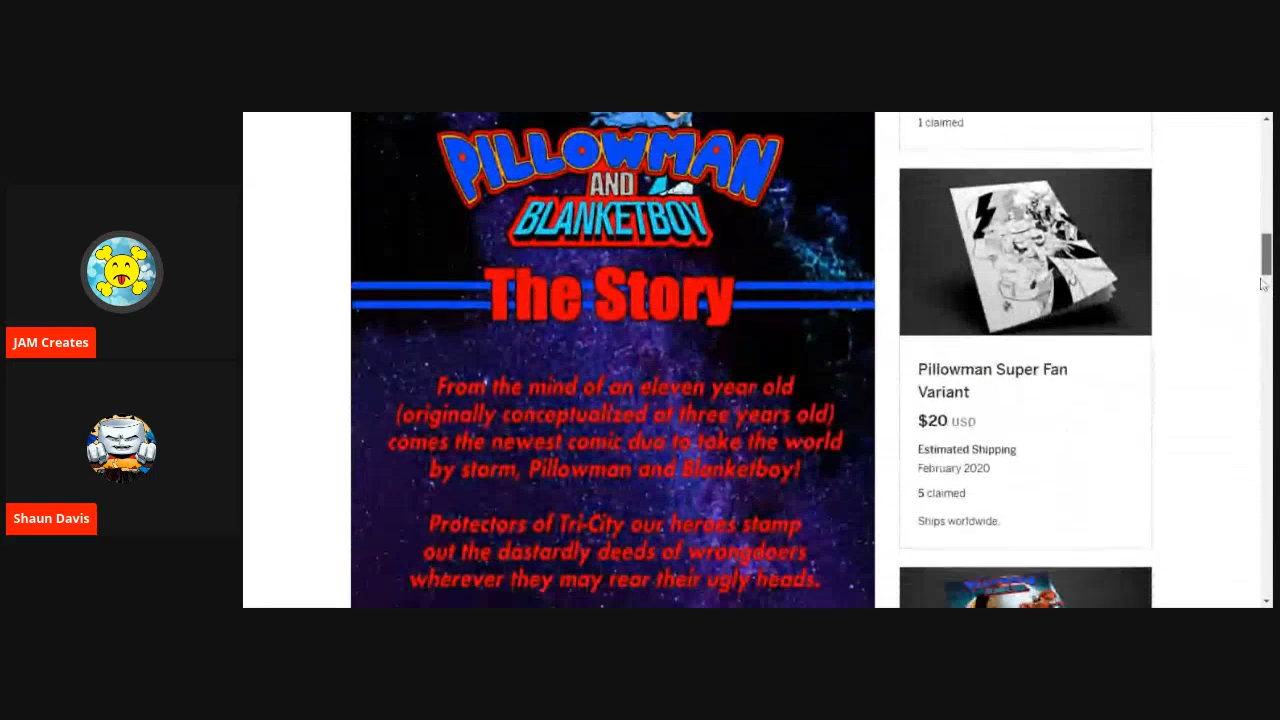 JAM Creates
Shaun Davis
PILLOWMAN
AND
BLANKETBOY
The Story
From the mind of an eleven year old
(originally conceptualized at three years old)
comes the newest comic duo to take the world
by storm, Pillowman and Blanketboy!
Protectors of Tri-City our heroes stamp
out the dastardly deeds of wrongdoers
wherever they may rear their ugly heads.
1 claimed
Pillowman Super Fan
Variant
$20 USD
Estimated Shipping
February 2020
5 claimed
Ships worldwide.